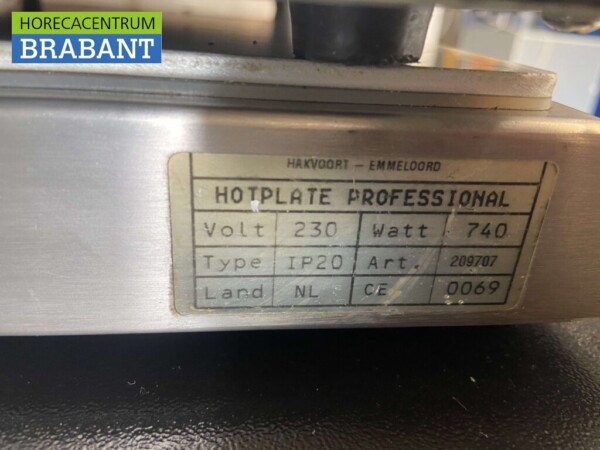 HORECACENTRUM
BRABANT
HAKVOORT - EMMELOORD
HOTPLATE PROFESSIONAL
Volt 230 Watt 740
Type IP20 Art. 209707
Land NL CE 0069